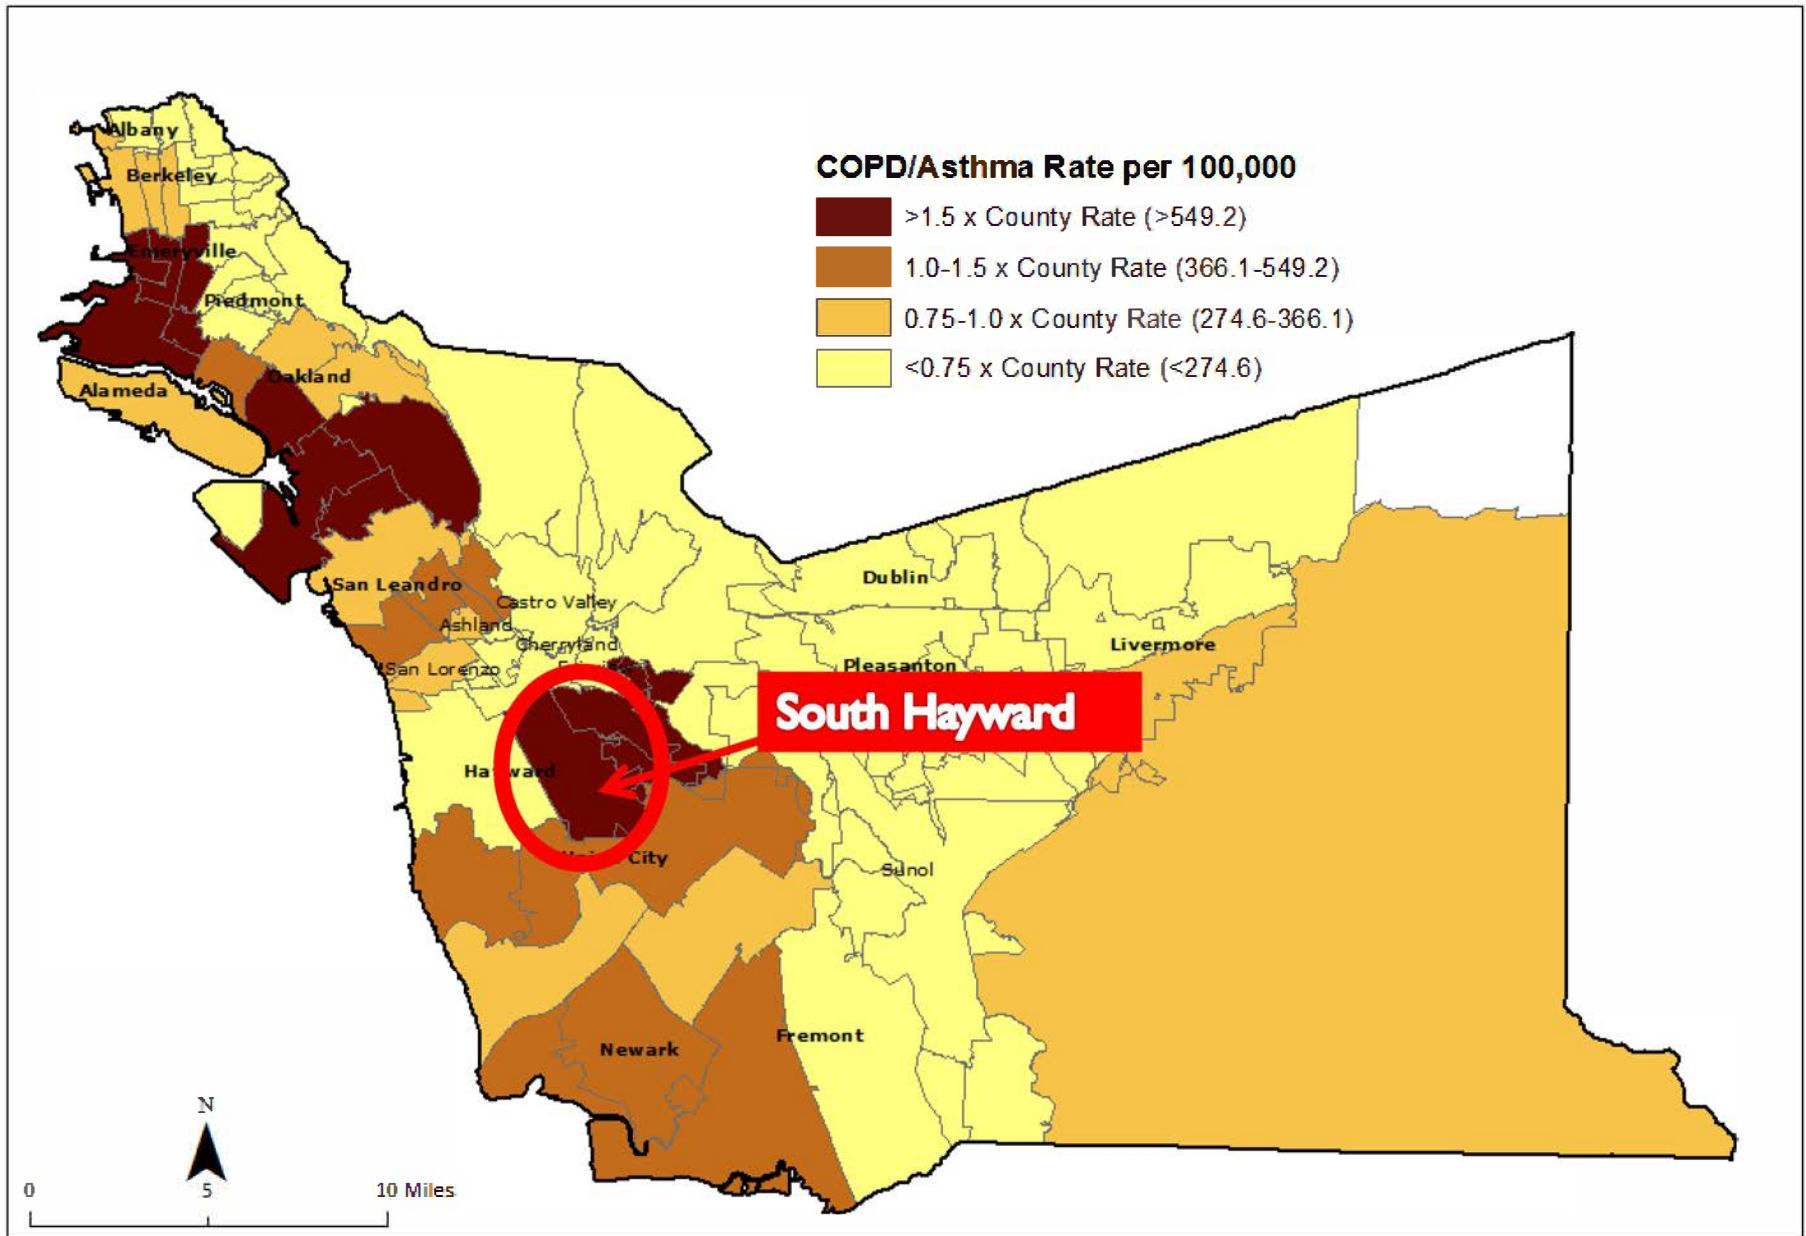 Albany
Berkeley
Emeryville
Piedmont
Oakland
Alameda
COPD/Asthma Rate per 100,000
>1.5 x County Rate (>549.2)
1.0-1.5 x County Rate (366.1-549.2)
0.75-1.0 x County Rate (274.6-366.1)
<0.75 x County Rate (<274.6)
San Leandro
Castro Valley
Ashland
Cherryland
San Lorenzo
Dublin
Livermore
Pleasanton
South Hayward
Hayward
City
Sunol
Fremont
Newark
N
0 5 10 Miles